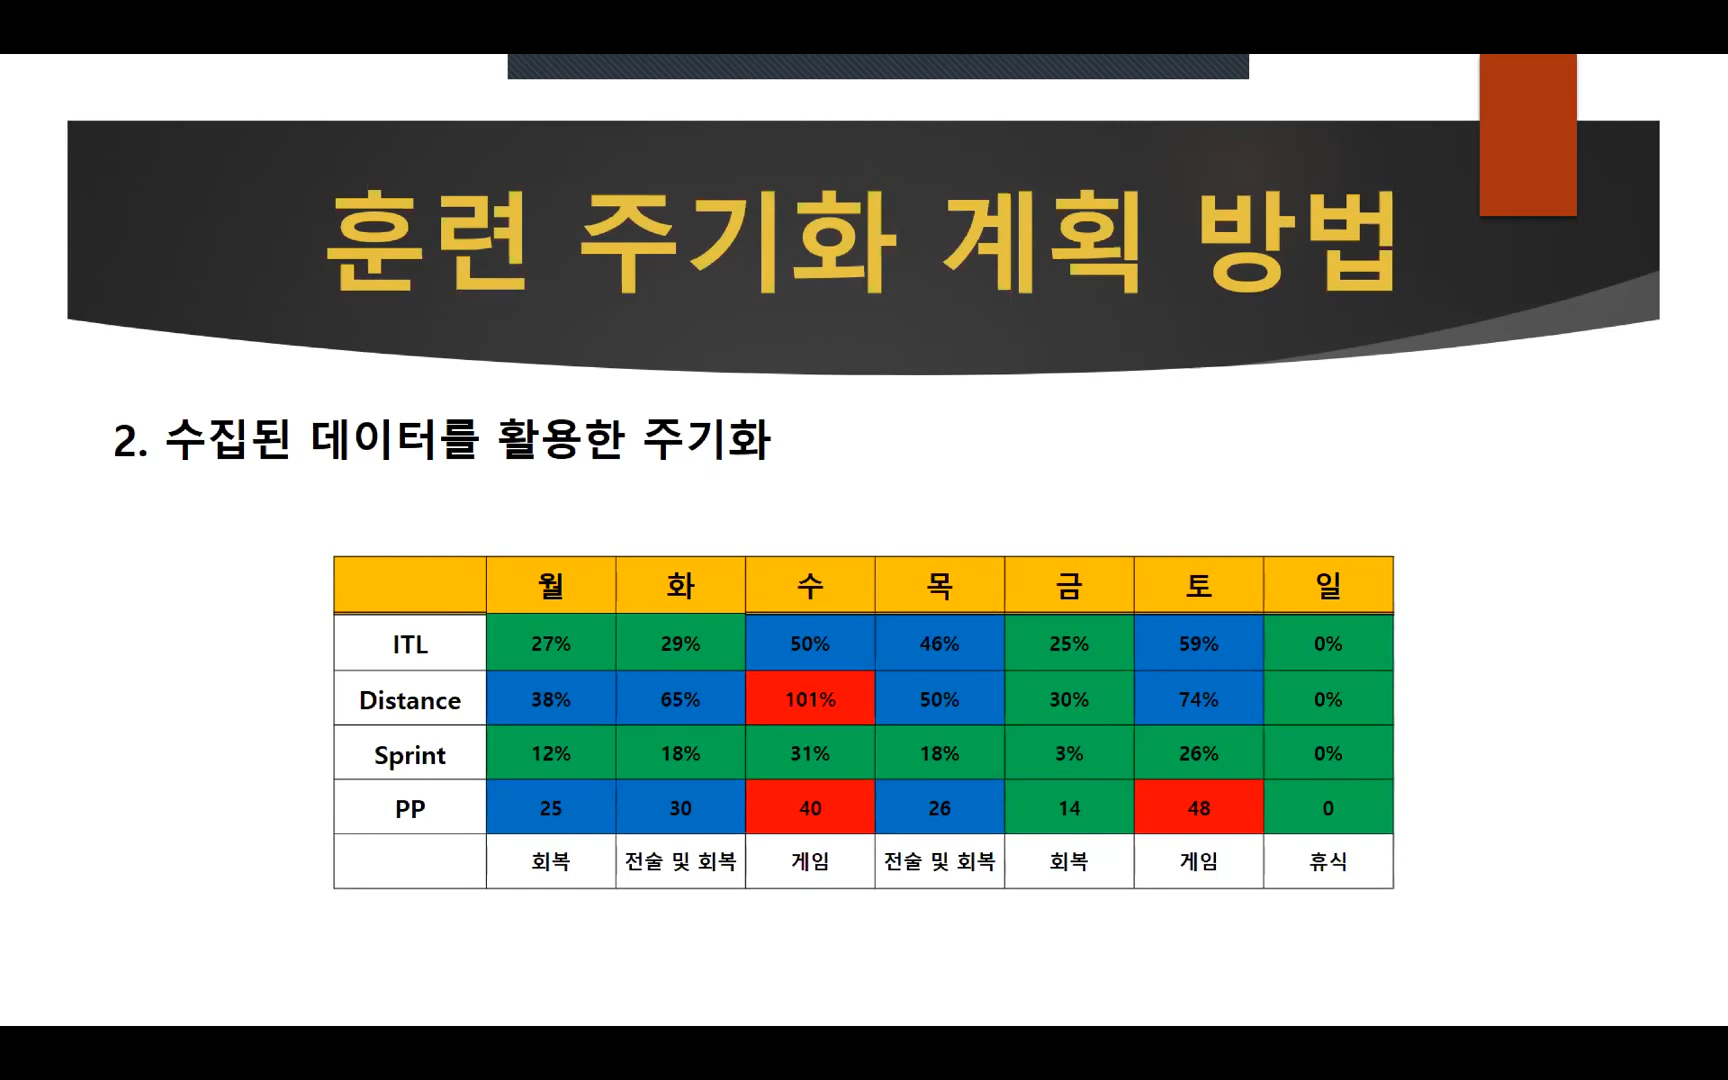 훈련 주기화 계획 방법
2. 수집된 데이터를 활용한 주기화
월 화 수 목 금 토 일
ITL 27% 29% 50% 46% 25% 59% 0%
Distance 38% 65% 101% 50% 30% 74% 0%
Sprint 12% 18% 31% 18% 3% 26% 0%
PP 25 30 40 26 14 48 0
회복 전술 및 회복 게임 전술 및 회복 회복 게임 휴식